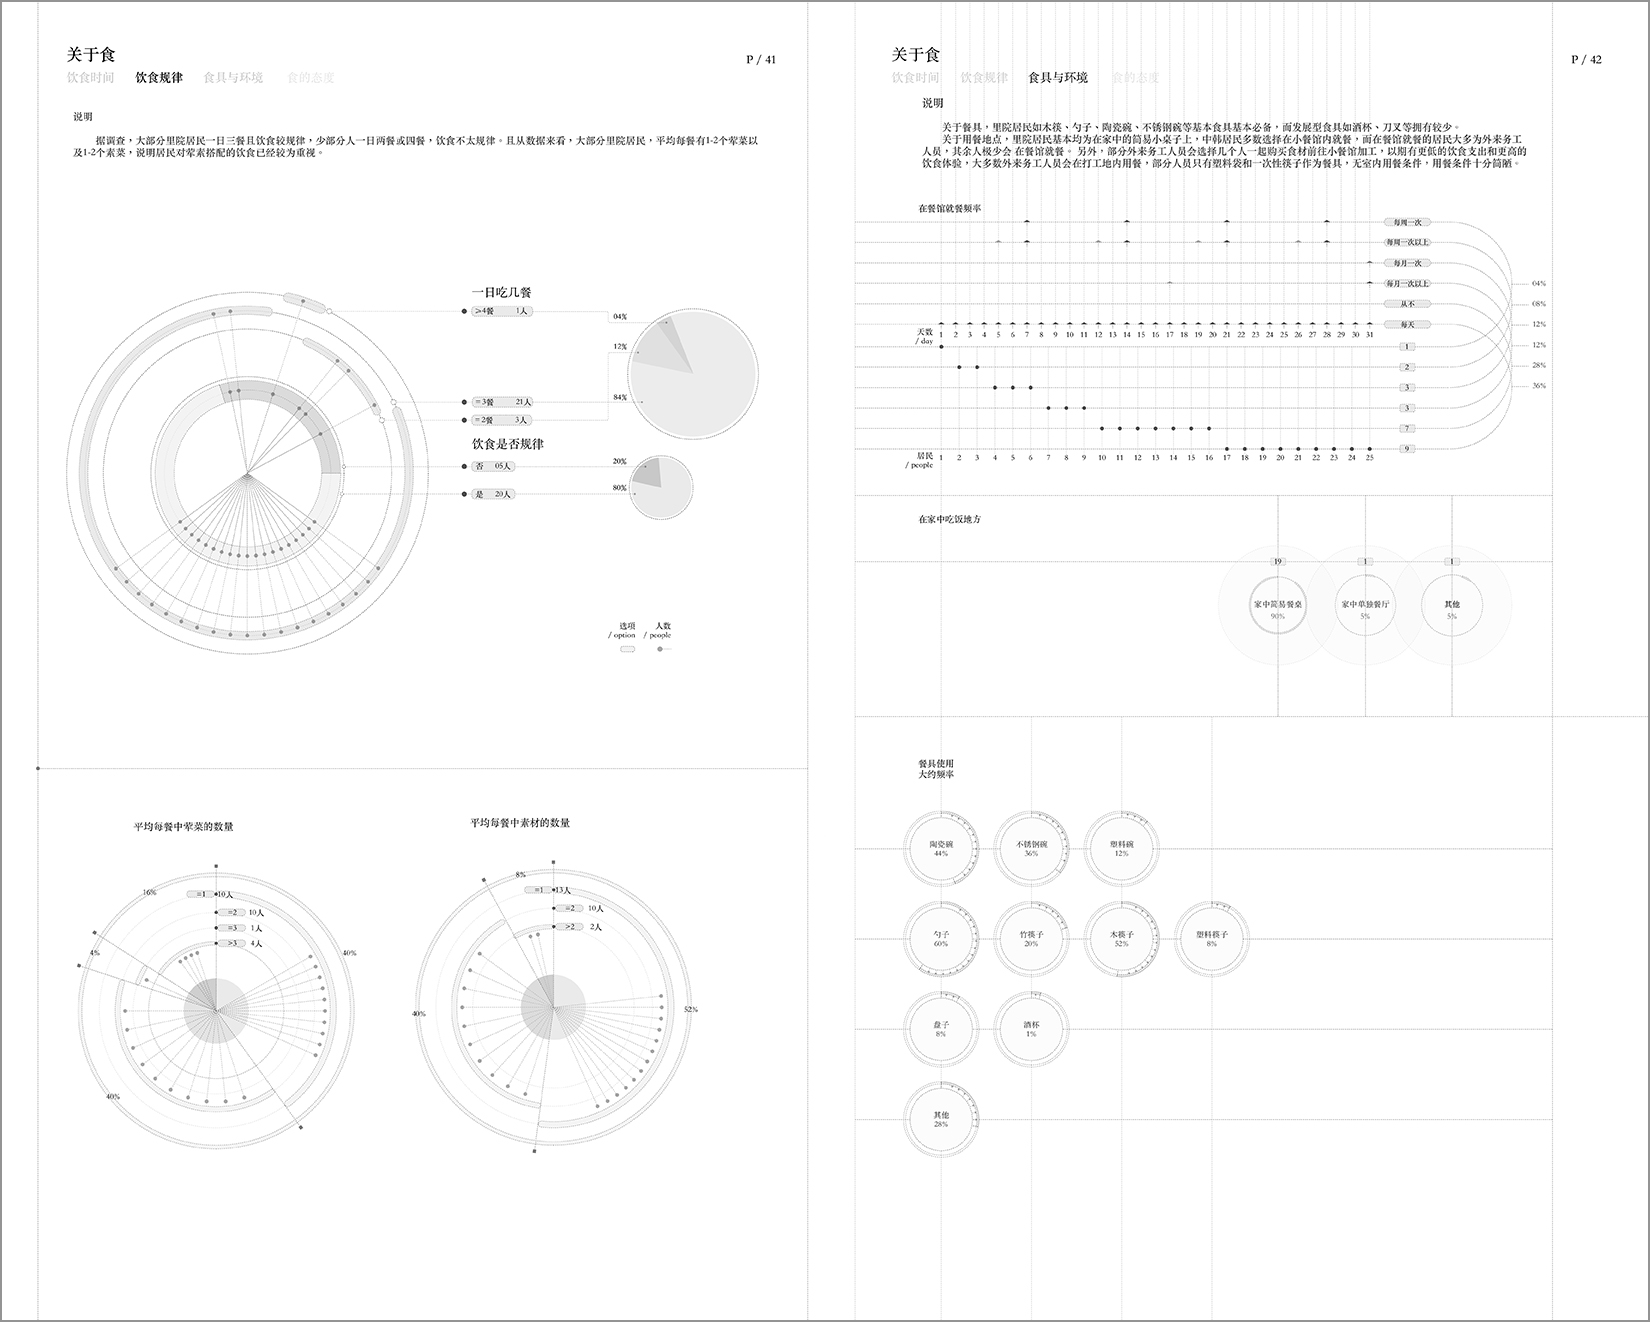 关于食
P / 41
饮食时间 饮食规律 食具与环境 食的态度
说明
据调查，大部分里院居民一日三餐且饮食较规律，少部分人一日两餐或四餐，饮食不太规律。且从数据来看，大部分里院居民，平均每餐有1-2个荤菜以
及1-2个素菜，说明居民对荤素搭配的饮食已经较为重视。
一日吃几餐
≥4餐 1人
04%
12%
84%
=3餐 21人
=2餐 3人
饮食是否规律
否 05人
20%
是 20人
80%
选项 人数
/ option / people
平均每餐中荤菜的数量
16%
=1 10人
=2 10人
=3 1人
>3 4人
4%
40%
40%
平均每餐中素材的数量
8%
=1 13人
=2 10人
>2 2人
40%
52%
关于食
P / 42
饮食时间 饮食规律 食具与环境 食的态度
说明
关于餐具，里院居民如木筷、勺子、陶瓷碗、不锈钢碗等基本食具基本必备，而发展型食具如酒杯、刀叉等拥有较少。
关于用餐地点，里院居民基本均为在家中的简易小桌子上，中韩居民多数选择在小餐馆内就餐，而在餐馆就餐的居民大多为外来务工
人员，其余人极少会 在餐馆就餐。 另外，部分外来务工人员会选择几个人一起购买食材前往小餐馆加工，以期有更低的饮食支出和更高的
饮食体验，大多数外来务工人员会在打工地内用餐，部分人员只有塑料袋和一次性筷子作为餐具，无室内用餐条件，用餐条件十分简陋。
在餐馆就餐频率
每周一次
每周一次以上
每月一次
每月一次以上
从不
每天
04%
08%
12%
12%
28%
36%
天数
/ day
1 2 3 4 5 6 7 8 9 10 11 12 13 14 15 16 17 18 19 20 21 22 23 24 25 26 27 28 29 30 31
1
2
3
3
7
9
居民
/ people
1 2 3 4 5 6 7 8 9 10 11 12 13 14 15 16 17 18 19 20 21 22 23 24 25
在家中吃饭地方
19 1 1
家中简易餐桌 家中单独餐厅 其他
90% 5% 5%
餐具使用
大约频率
陶瓷碗 不锈钢碗 塑料碗
44% 36% 12%
勺子 竹筷子 木筷子 塑料筷子
60% 20% 52% 8%
盘子 酒杯
8% 1%
其他
28%